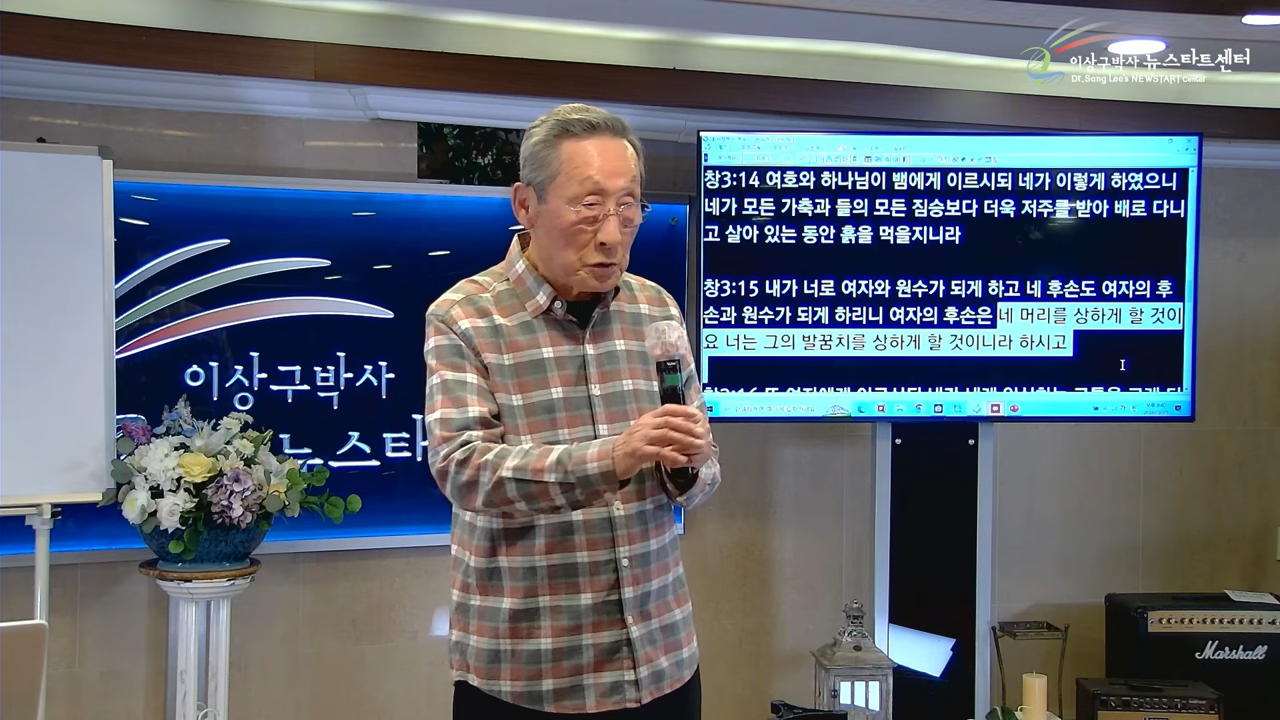 이상구박사 뉴스타트센터
Dr. Sang Lee's NEWSTART Center
창3:14 여호와 하나님이 뱀에게 이르시되 네가 이렇게 하였으니
네가 모든 가축과 들의 모든 짐승보다 더욱 저주를 받아 배로 다니
고 살아 있는 동안 흙을 먹을지니라
창3:15 내가 너로 여자와 원수가 되게 하고 네 후손도 여자의 후
손과 원수가 되게 하리니 여자의 후손은 네 머리를 상하게 할 것이
요 너는 그의 발꿈치를 상하게 할 것이니라 하시고
이상구박사
뉴스타
Marshall